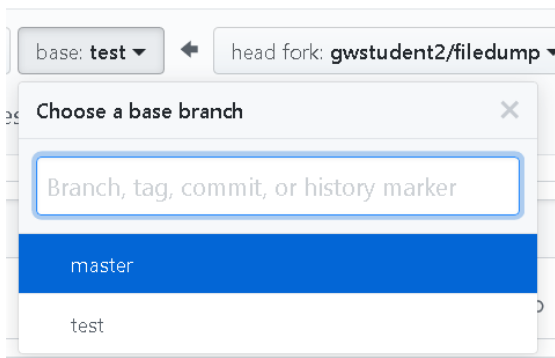 base: test head fork: gwstudent2/filedump
Choose a base branch
Branch, tag, commit, or history marker
master
test